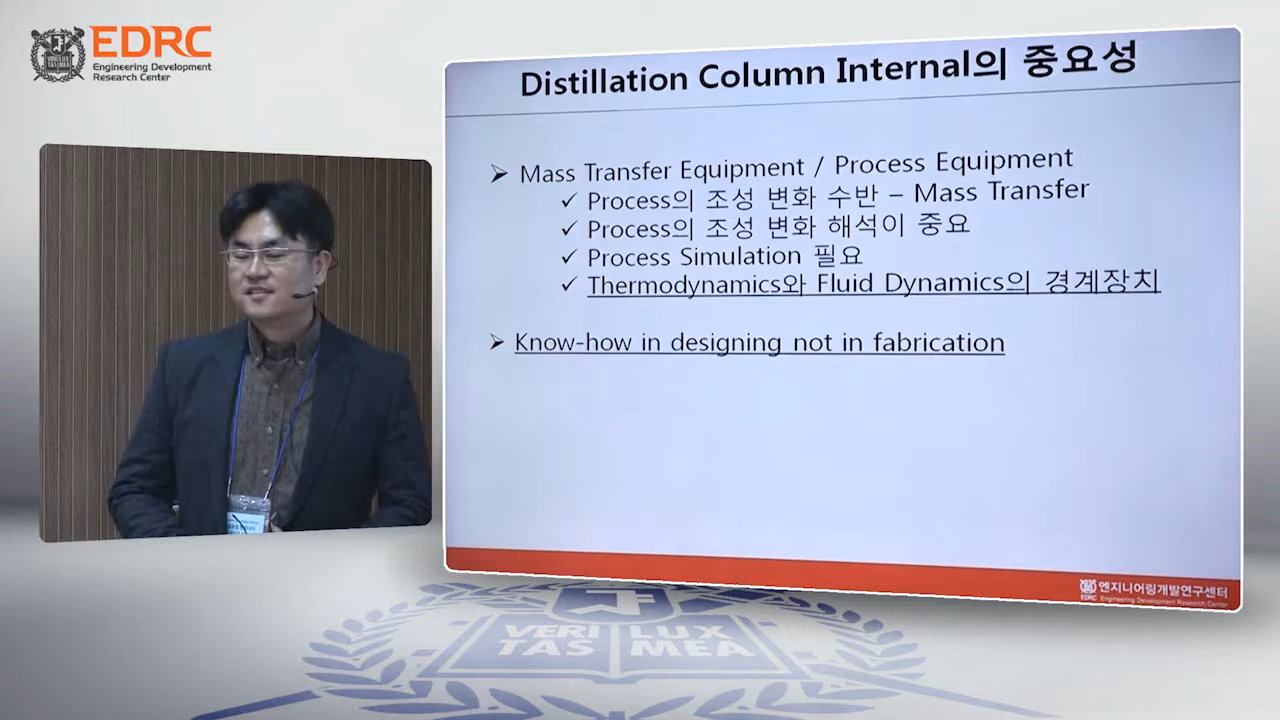 EDRC
Engineering Development
Research Center
VERI LUX
TAS MEA
Distillation Column Internal의 중요성
➢ Mass Transfer Equipment / Process Equipment
✓ Process의 조성 변화 수반 – Mass Transfer
✓ Process의 조성 변화 해석이 중요
✓ Process Simulation 필요
✓ Thermodynamics와 Fluid Dynamics의 경계장치
➢ Know-how in designing not in fabrication
EDRC 엔지니어링개발연구센터
Engineering Development Research Center
VERI LUX
TAS MEA